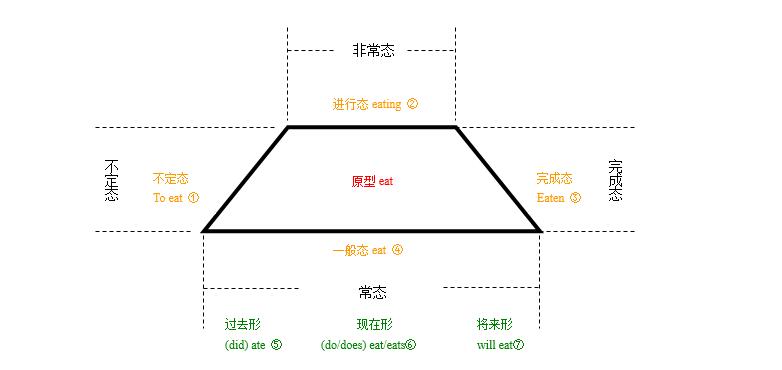 非常态
进行态 eating ②
不定态
不定态
To eat ①
原型 eat
完成态
Eaten ③
完成态
一般态 eat ④
常态
过去形
(did) ate ⑤
现在形
(do/does) eat/eats⑥
将来形
will eat⑦